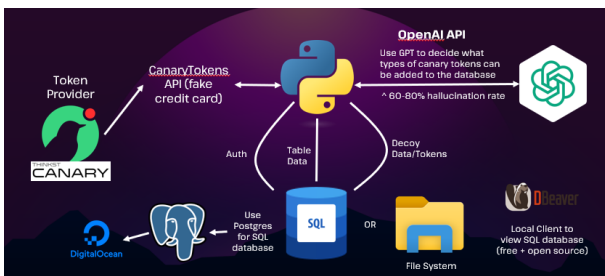 OpenAI API
Use GPT to decide what
types of canary tokens can
be added to the database
^ 60-80% hallucination rate
CanaryTokens
API (fake
credit card)
Token
Provider
THINKST
CANARY
Auth
Table
Data
Decoy
Data/Tokens
Use
Postgres
for SQL
database
SQL
OR
File System
DigitalOcean
DBeaver
Local Client to
view SQL database
(free + open source)